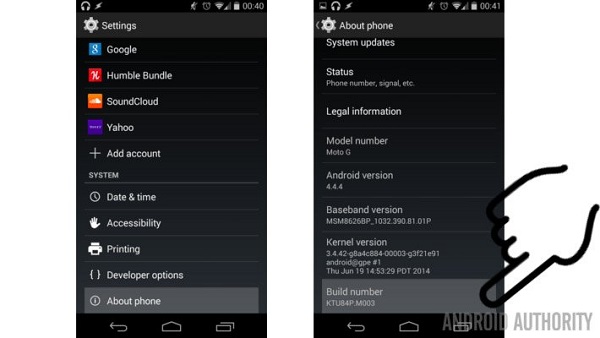 00:40
Settings
Google
Humble Bundle
SoundCloud
Yahoo
Add account
SYSTEM
Date & time
Accessibility
Printing
{ } Developer options
About phone
00:41
About phone
System updates
Status
Phone number, signal, etc.
Legal information
Model number
Moto G
Android version
4.4.4
Baseband version
MSM8626BP_1032.390.81.01P
Kernel version
3.4.42-g8a4c884-00003-g3f21e91
android@gpe #1
Thu Jun 19 14:53:29 PDT 2014
Build number
KTU84P.M003
ANDROID AUTHORITY